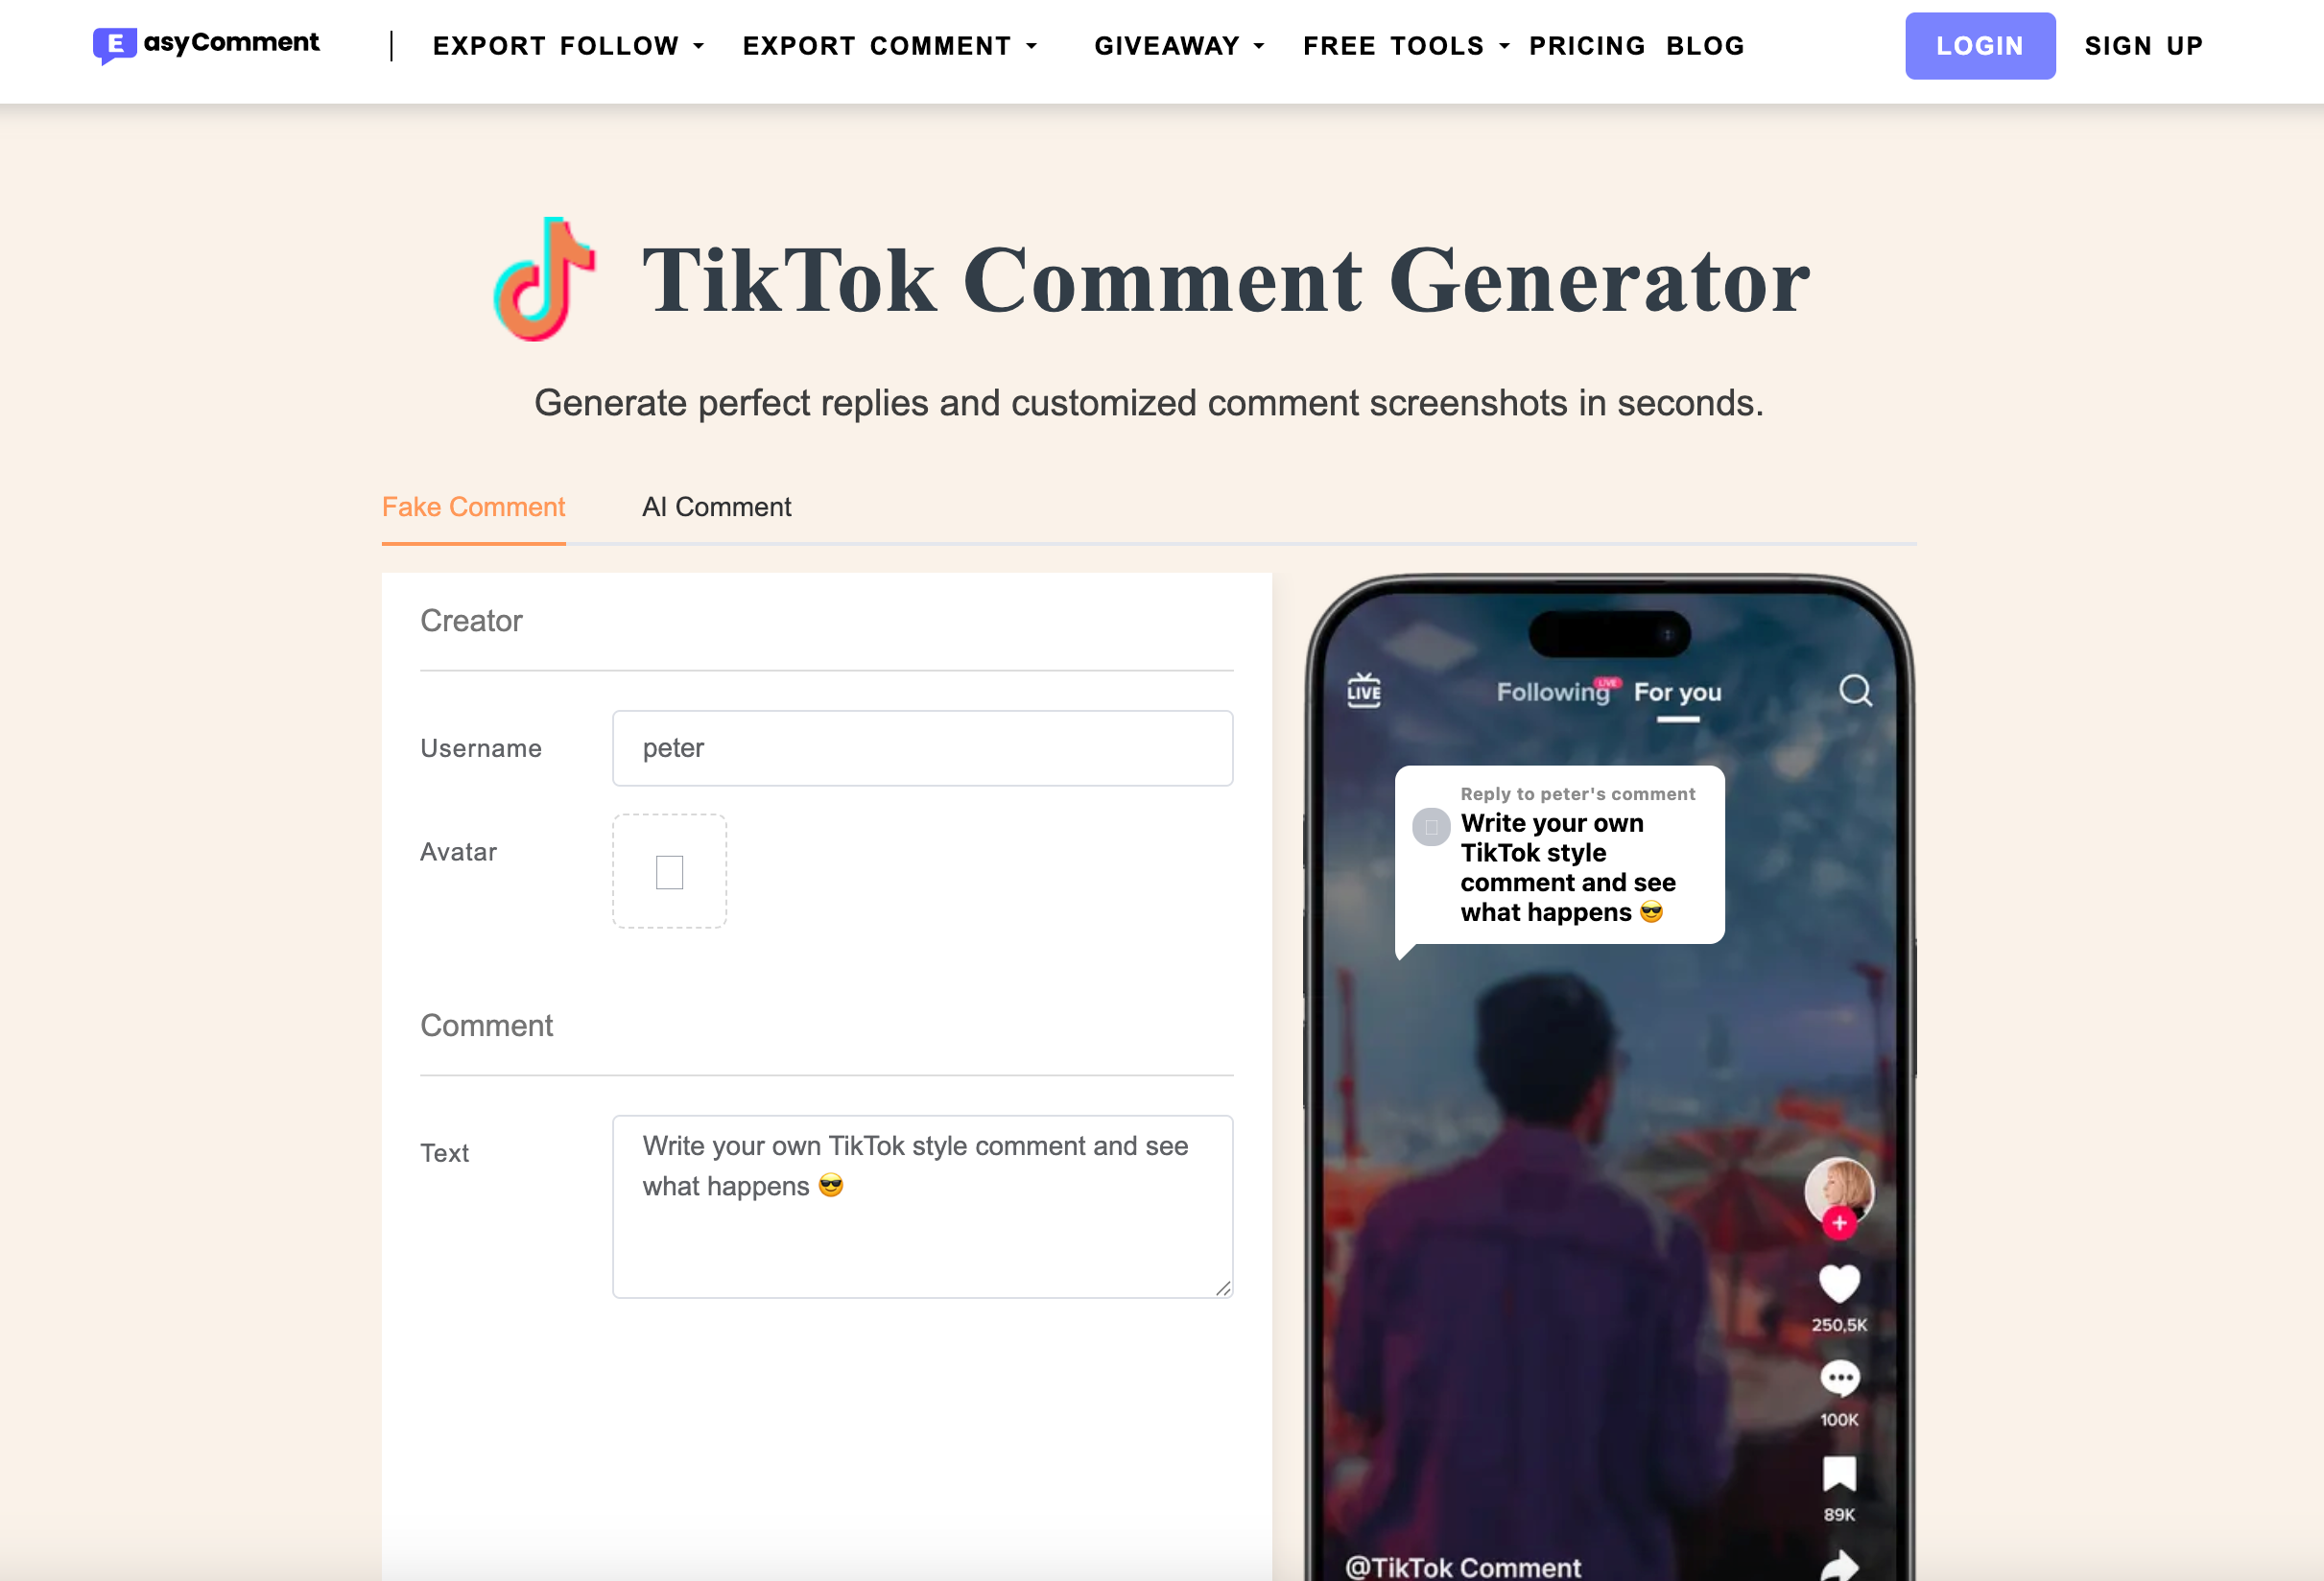 EasyComment | EXPORT FOLLOW EXPORT COMMENT GIVEAWAY FREE TOOLS PRICING BLOG LOGIN SIGN UP
TikTok Comment Generator
Generate perfect replies and customized comment screenshots in seconds.
Fake Comment AI Comment
Creator
Username peter
Avatar
Comment
Text
Write your own TikTok style comment and see
what happens 😎
LIVE Following LIVE For you
Reply to peter's comment
Write your own
TikTok style
comment and see
what happens 😎
250,5K
100K
89K
@TikTok Comment